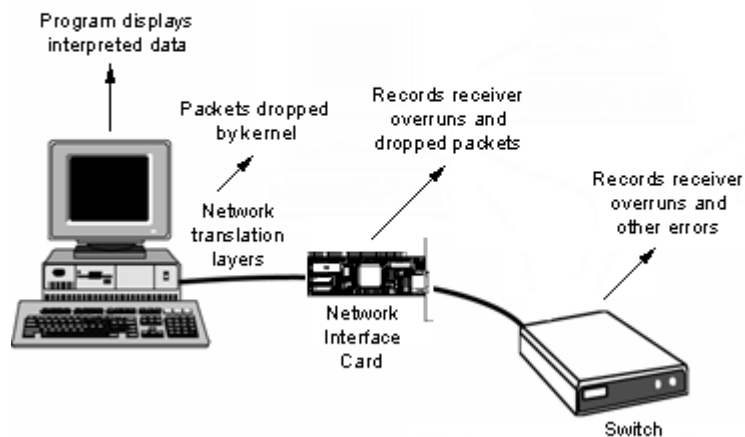 Program displays
interpreted data
Packets dropped
by kernel
Records receiver
overruns and
dropped packets
Records receiver
overruns and
other errors
Network
translation
layers
Network
Interface
Card
Switch